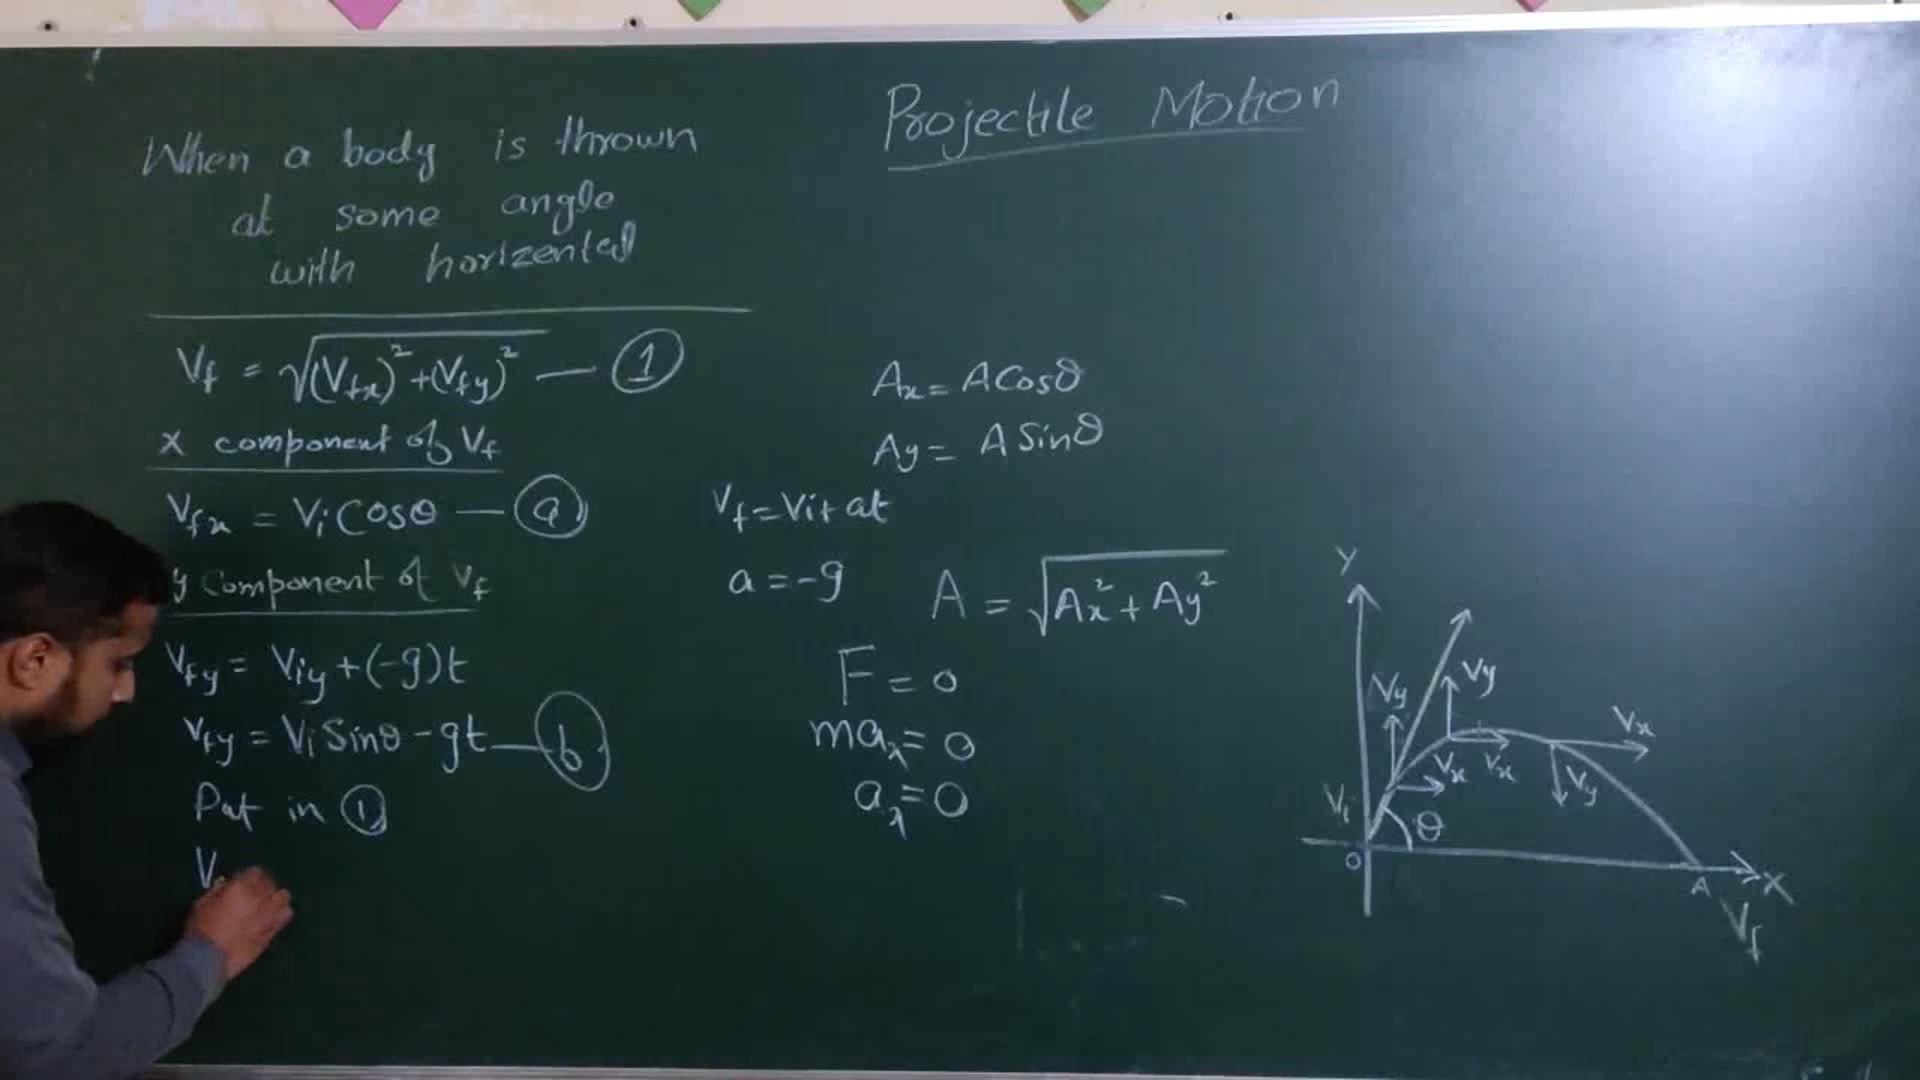 Projectile Motion
When a body is thrown
at some angle
with horizental
Vf = √(Vfx)² + (Vfy)² — ①
X component of Vf
Vfx = Vi Cosθ — ⓐ
y Component of Vf
Vfy = Viy + (-g)t
Vfy = Vi Sinθ - gt — ⓑ
Put in ①
V
Ax = A Cosθ
Ay = A Sinθ
Vf = Vi + at
a = -g
A = √Ax² + Ay²
F = 0
max = 0
ax = 0
Y
Vy
Vy
Vx
Vx
Vx
Vy
Vi
θ
O
A
X
Vf